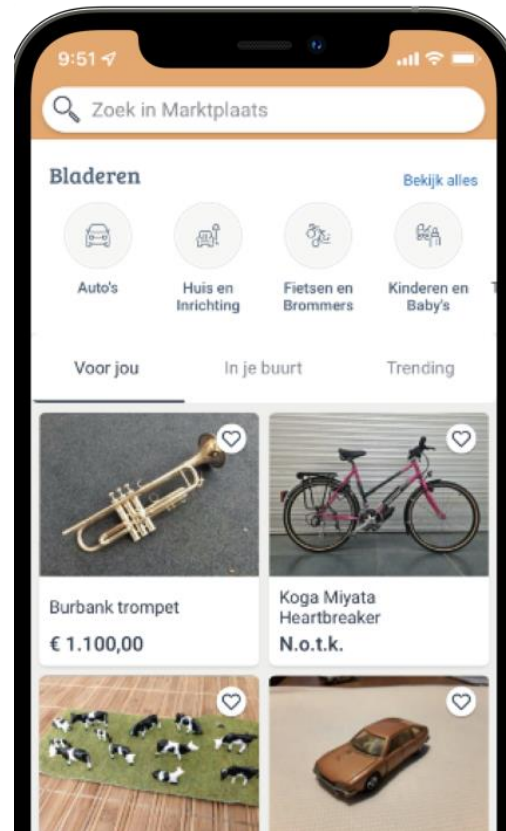 9:51
Zoek in Marktplaats
Bladeren
Bekijk alles
Auto's
Huis en
Inrichting
Fietsen en
Brommers
Kinderen en
Baby's
Voor jou
In je buurt
Trending
Burbank trompet
€ 1.100,00
Koga Miyata
Heartbreaker
N.o.t.k.